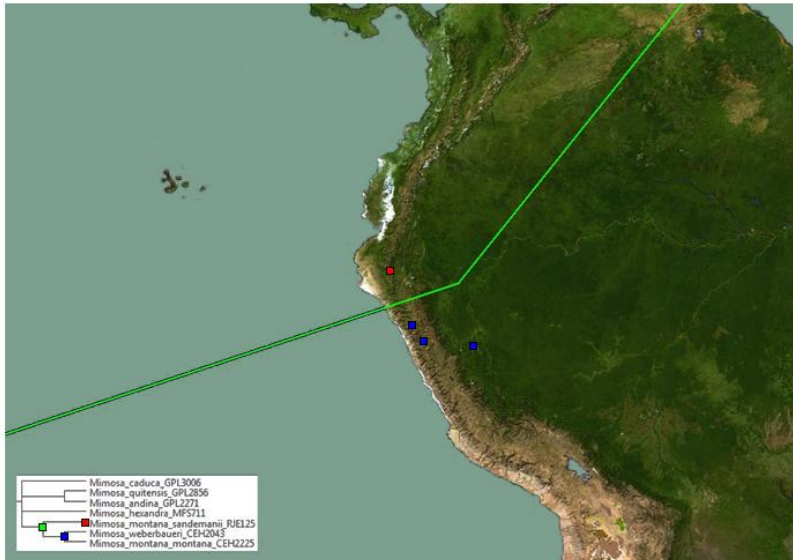 Mimosa_caduca_GPL3006
Mimosa_quitensis_GPL2856
Mimosa_andina_GPL2271
Mimosa_hexandra_MFS711
Mimosa_montana_sandemanii_RJE125
Mimosa_weberbaueri_CEH2043
Mimosa_montana_montana_CEH2225